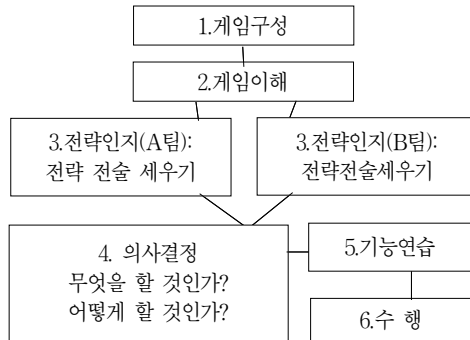 1.게임구성
2.게임이해
3.전략인지(A팀):
전략 전술 세우기
3.전략인지(B팀):
전략전술세우기
4. 의사결정
무엇을 할 것인가?
어떻게 할 것인가?
5.기능연습
6.수 행